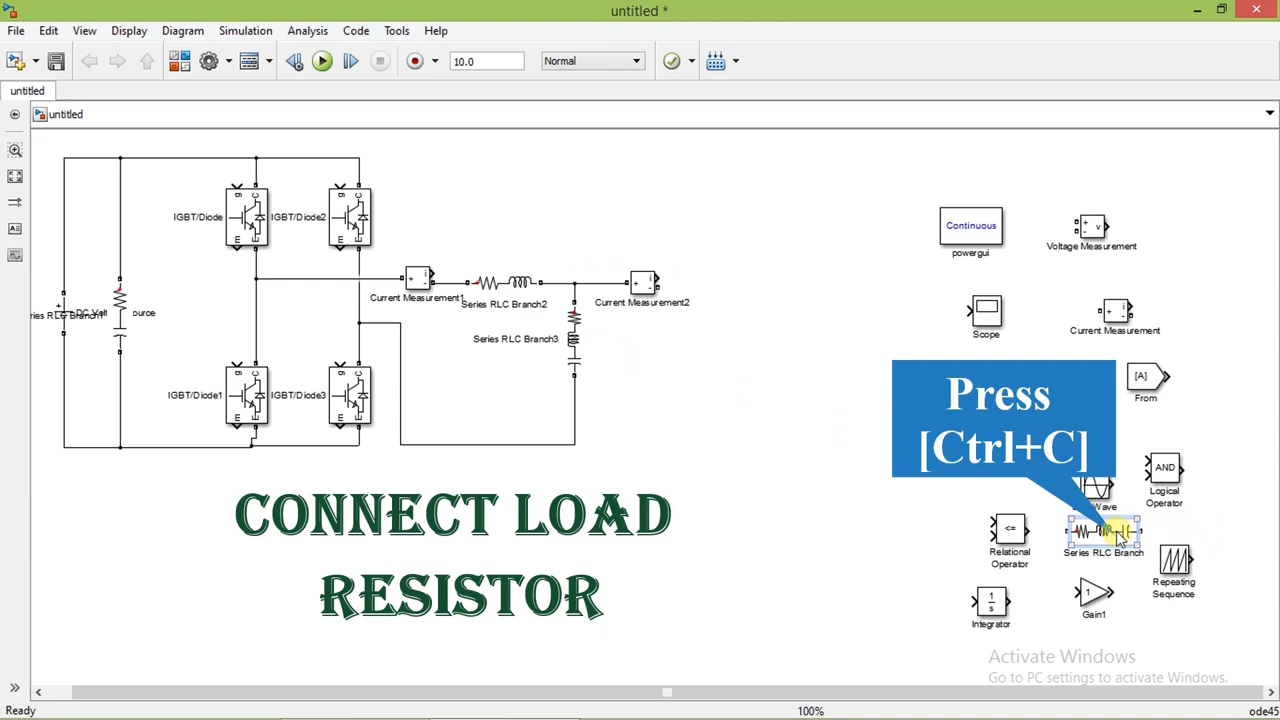 untitled *
File Edit View Display Diagram Simulation Analysis Code Tools Help
10.0 Normal
untitled
untitled
IGBT/Diode IGBT/Diode2
Continuous
powergui
Voltage Measurement
Current Measurement1
Series RLC Branch2
Current Measurement2
Series RLC Branch3
Scope
Current Measurement
[A]
From
IGBT/Diode1 IGBT/Diode3
Press
[Ctrl+C]
AND
Logical
Operator
Wave
CONNECT LOAD
RESISTOR
<=
Relational
Operator
Series RLC Branch
Repeating
Sequence
1
s
Integrator
1
Gain1
Activate Windows
Go to PC settings to activate Windows.
Ready 100% ode45